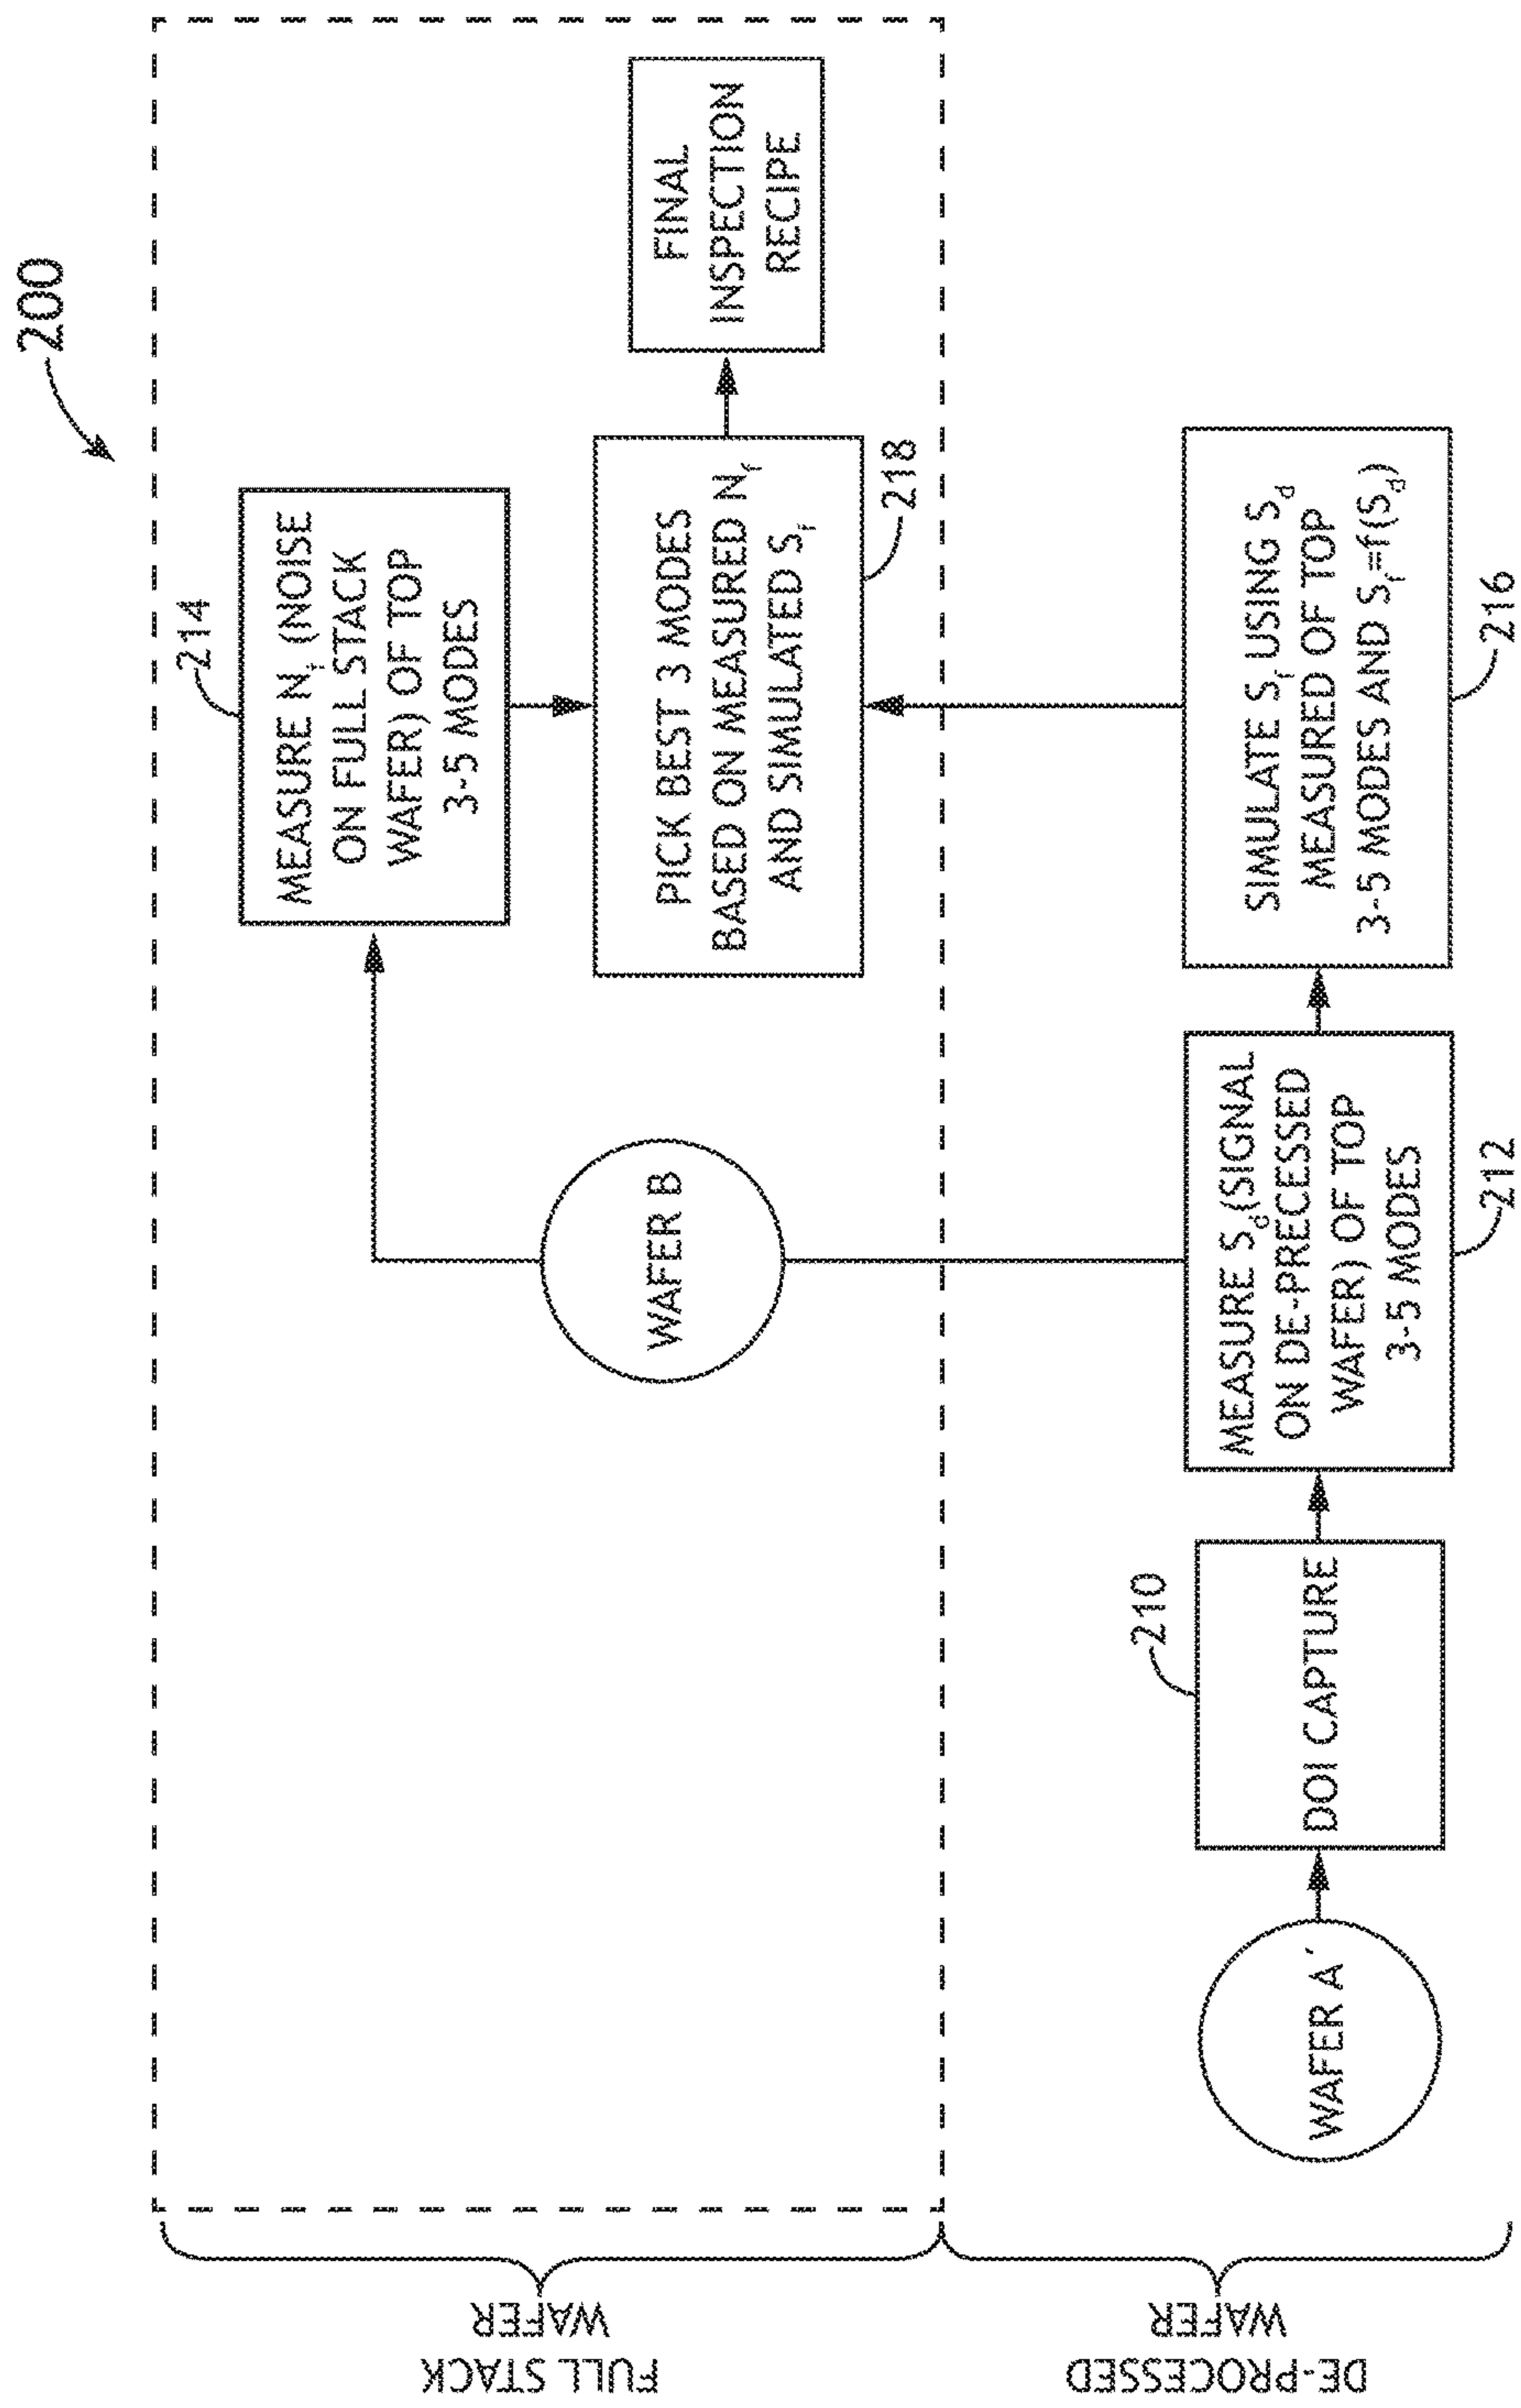 200
FULL STACK
WAFER
214
MEASURE Nf (NOISE
ON FULL STACK
WAFER) OF TOP
3-5 MODES
WAFER B
PICK BEST 3 MODES
BASED ON MEASURED Nf
AND SIMULATED Sf
218
FINAL
INSPECTION
RECIPE
DE-PROCESSED
WAFER
WAFER A'
210
DOI CAPTURE
MEASURE Sd(SIGNAL
ON DE-PRECESSED
WAFER) OF TOP
3-5 MODES
212
SIMULATE Sf USING Sd
MEASURED OF TOP
3-5 MODES AND Sf=f(Sd)
216